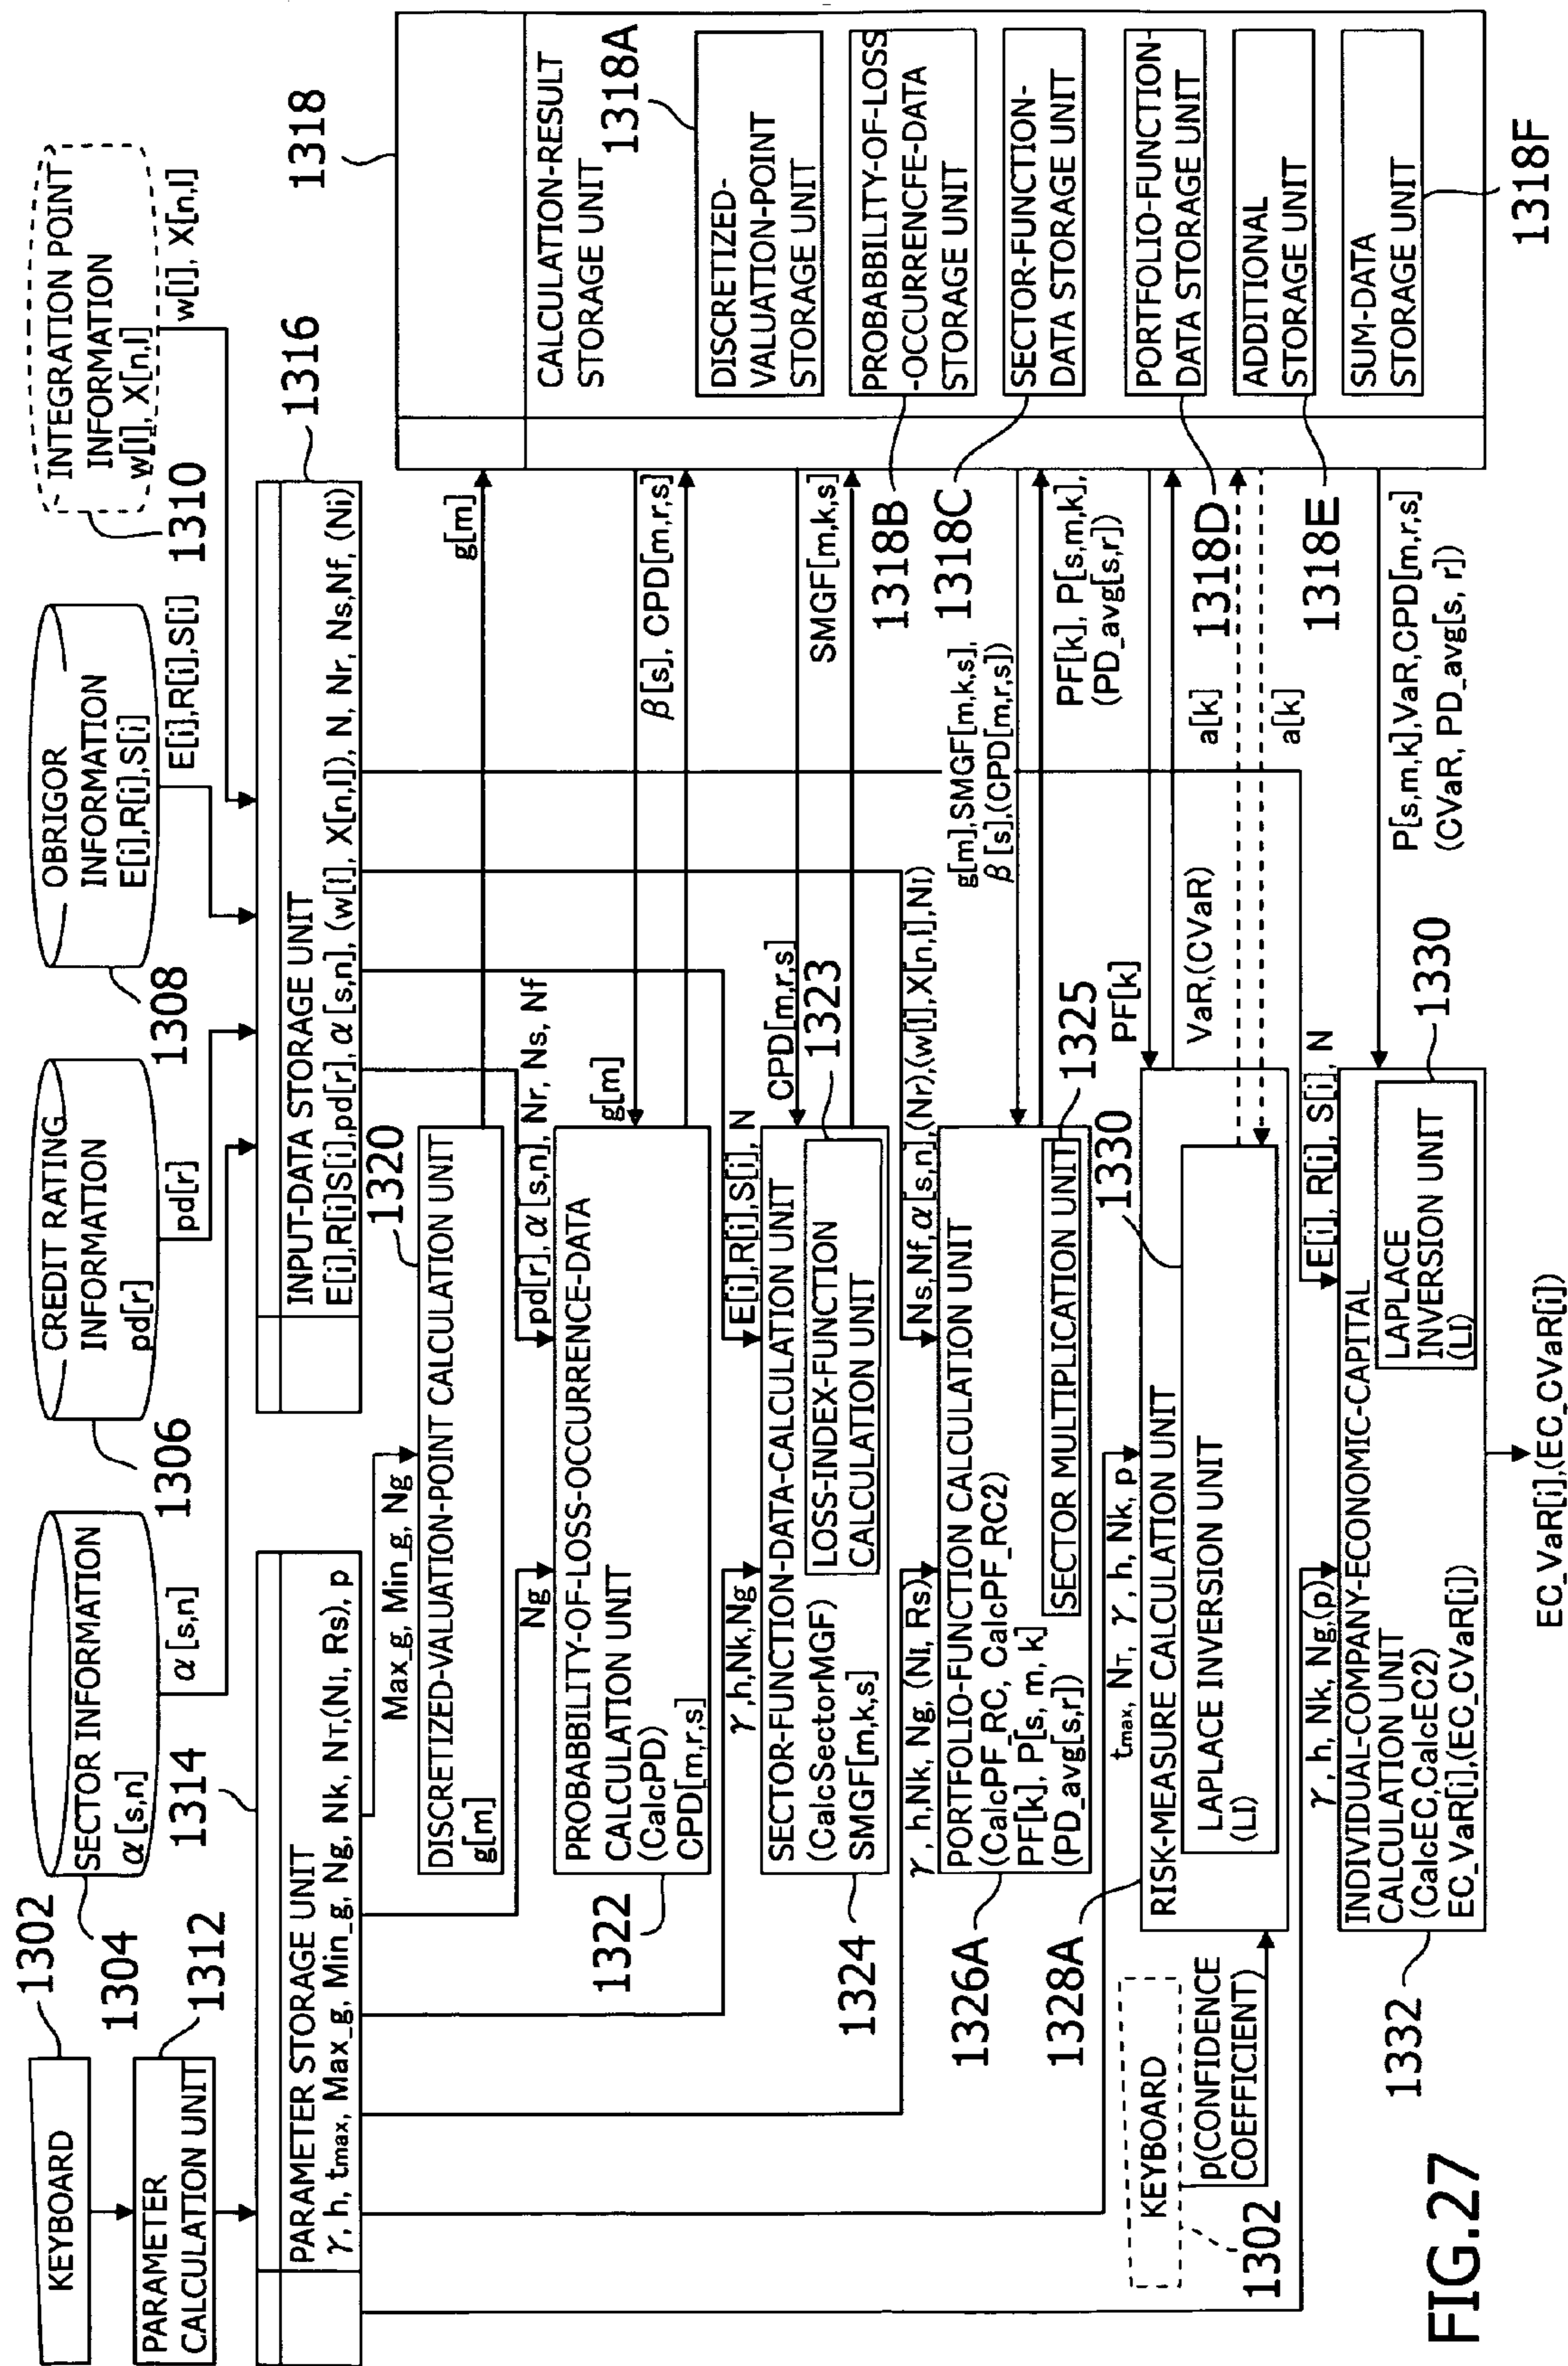 KEYBOARD
1302
PARAMETER
CALCULATION UNIT
1312
SECTOR INFORMATION
α[s,n]
1304
α[s,n]
CREDIT RATING
INFORMATION
pd[r]
1306
pd[r]
OBRIGOR
INFORMATION
E[i],R[i],S[i]
1308
E[i],R[i],S[i]
INTEGRATION POINT
INFORMATION
w[l], X[n,l]
1310
w[l], X[n,l]
1314
PARAMETER STORAGE UNIT
γ, h, tmax, Max_g, Min_g, Ng, Nk, NT,(NI, Rs), p
1316
INPUT-DATA STORAGE UNIT
E[i],R[i]S[i],pd[r],α[s,n], (w[l], X[n,l]), N, Nr, Ns,Nf, (Ni)
1318
CALCULATION-RESULT
STORAGE UNIT
1318A
DISCRETIZED-
VALUATION-POINT
STORAGE UNIT
PROBABILITY-OF-LOSS
-OCCURRENCFE-DATA
STORAGE UNIT
1318B
SECTOR-FUNCTION-
DATA STORAGE UNIT
1318C
PORTFOLIO-FUNCTION-
DATA STORAGE UNIT
1318D
ADDITIONAL
STORAGE UNIT
1318E
SUM-DATA
STORAGE UNIT
1318F
Max_g, Min_g, Ng
1320
DISCRETIZED-VALUATION-POINT CALCULATION UNIT
g[m]
g[m]
Ng
pd[r],α[s,n], Nr, Ns, Nf
g[m]
β[s], CPD[m,r,s]
PROBABBILITY-OF-LOSS-OCCURRENCE-DATA
CALCULATION UNIT
(CalcPD)
CPD[m,r,s]
1322
γ,h,Nk,Ng
E[i],R[i],S[i], N
CPD[m,r,s]
SMGF[m,k,s]
SECTOR-FUNCTION-DATA-CALCULATION UNIT
(CalcSectorMGF)
SMGF[m,k,s]
1323
LOSS-INDEX-FUNCTION
CALCULATION UNIT
1324
γ, h,Nk, Ng, (NI, Rs)
Ns,Nf,α[s,n],(Nr),(w[l],X[n,l],NI)
g[m],SMGF[m,k,s],
β[s],(CPD[m,r,s])
PF[k], P[s,m,k],
(PD_avg[s,r])
PORTFOLIO-FUNCTION CALCULATION UNIT
(CalcPF_RC, CalcPF_RC2)
PF[k], P[s, m, k]
(PD_avg[s,r])
1325
SECTOR MULTIPLICATION UNIT
1326A
tmax, NT, γ, h, Nk, p
PF[k]
VaR,(CVaR)
a[k]
a[k]
RISK-MEASURE CALCULATION UNIT
1330
LAPLACE INVERSION UNIT
(LI)
1328A
KEYBOARD
1302
p(CONFIDENCE
COEFFICIENT)
γ, h, Nk, Ng,(p)
E[i], R[i], S[i], N
P[s,m,k],VaR,CPD[m,r,s]
(CVaR, PD_avg[s, r])
INDIVIDUAL-COMPANY-ECONOMIC-CAPITAL
CALCULATION UNIT
(CalcEC,CalcEC2)
EC_VaR[i],(EC_CVaR[i])
1330
LAPLACE
INVERSION UNIT
(LI)
1332
EC_VaR[i],(EC_CVaR[i])
FIG.27